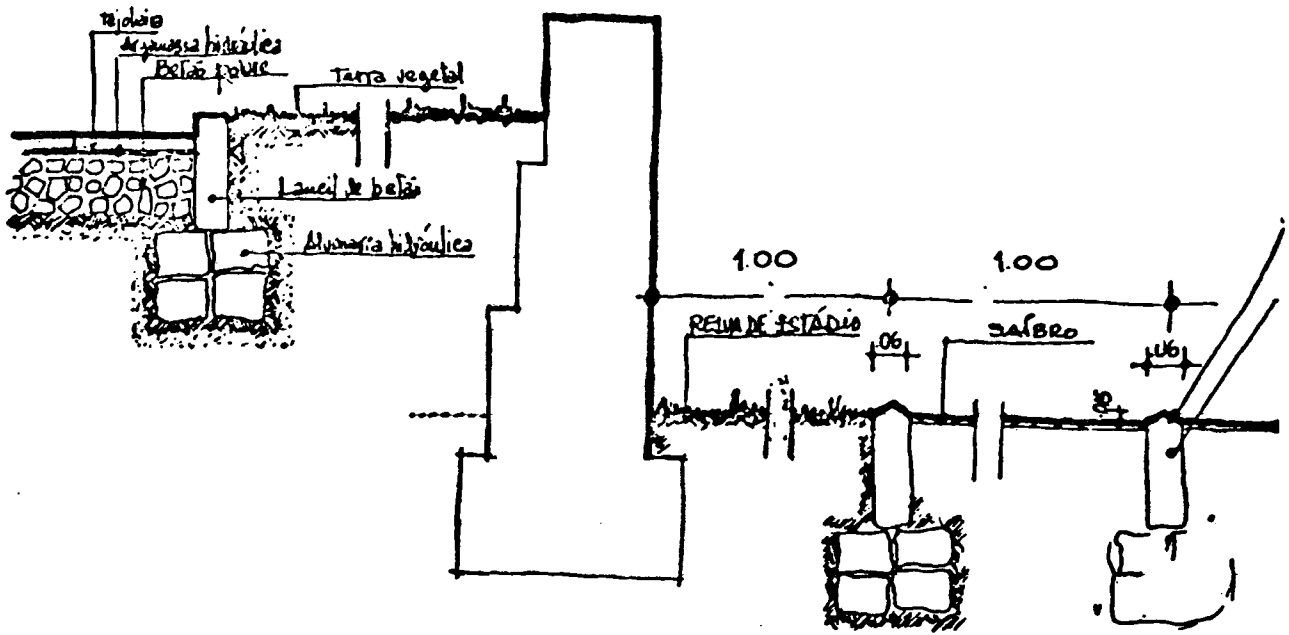 tijoleira
Argamassa hidráulica
Betão pobre
Terra vegetal
Lancil de betão
Alvenaria hidráulica
1.00
1.00
RELVA DE ESTÁDIO
.06
SAIBRO
.06
.05